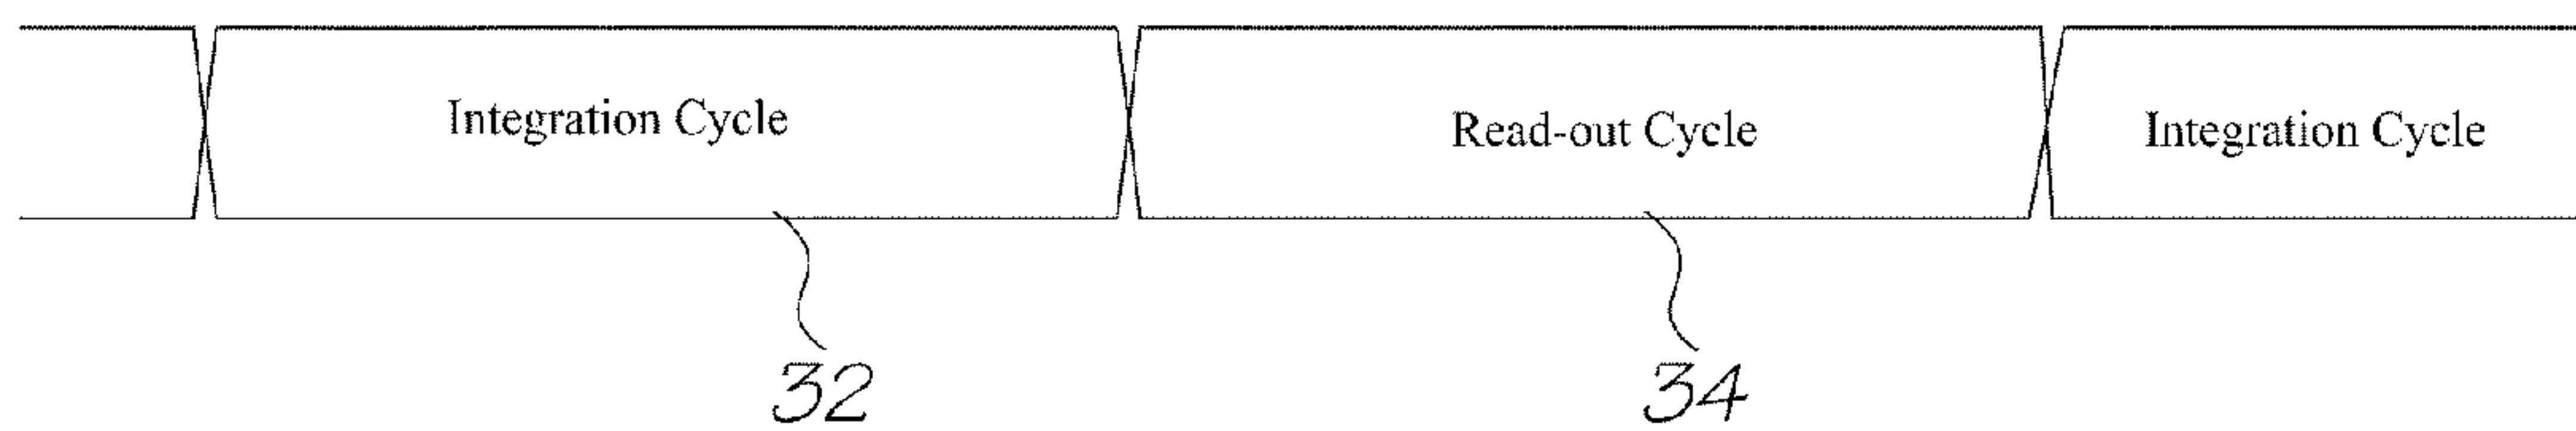 Integration Cycle
Read-out Cycle
Integration Cycle
32
34